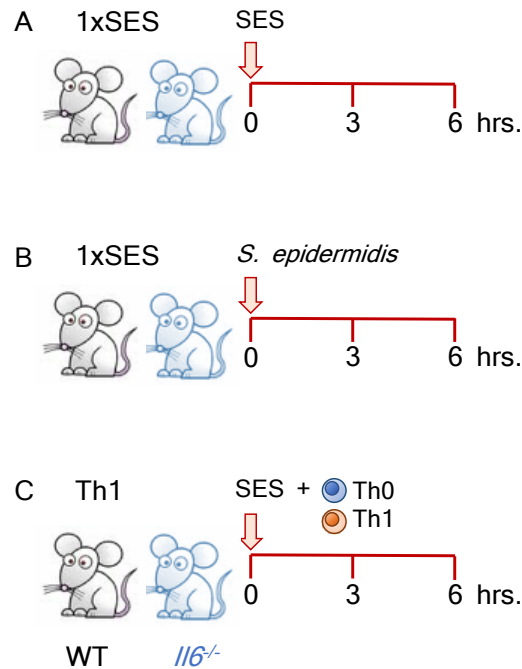 A 1xSES SES
0 3 6 hrs.
B 1xSES S. epidermidis
0 3 6 hrs.
C Th1 SES + Th0
Th1
0 3 6 hrs.
WT Il6-/-